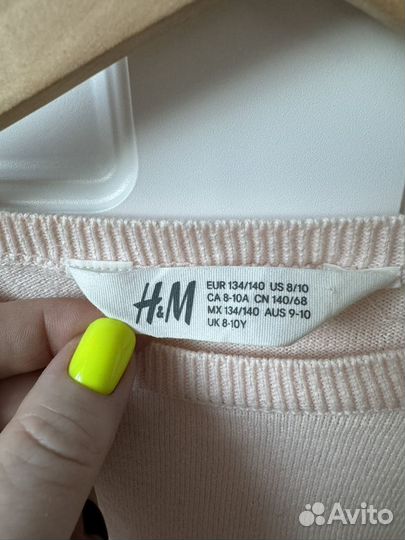 H&M
EUR 134/140 US 8/10
CA 8-10A CN 140/68
MX 134/140 AUS 9-10
UK 8-10Y
Avito